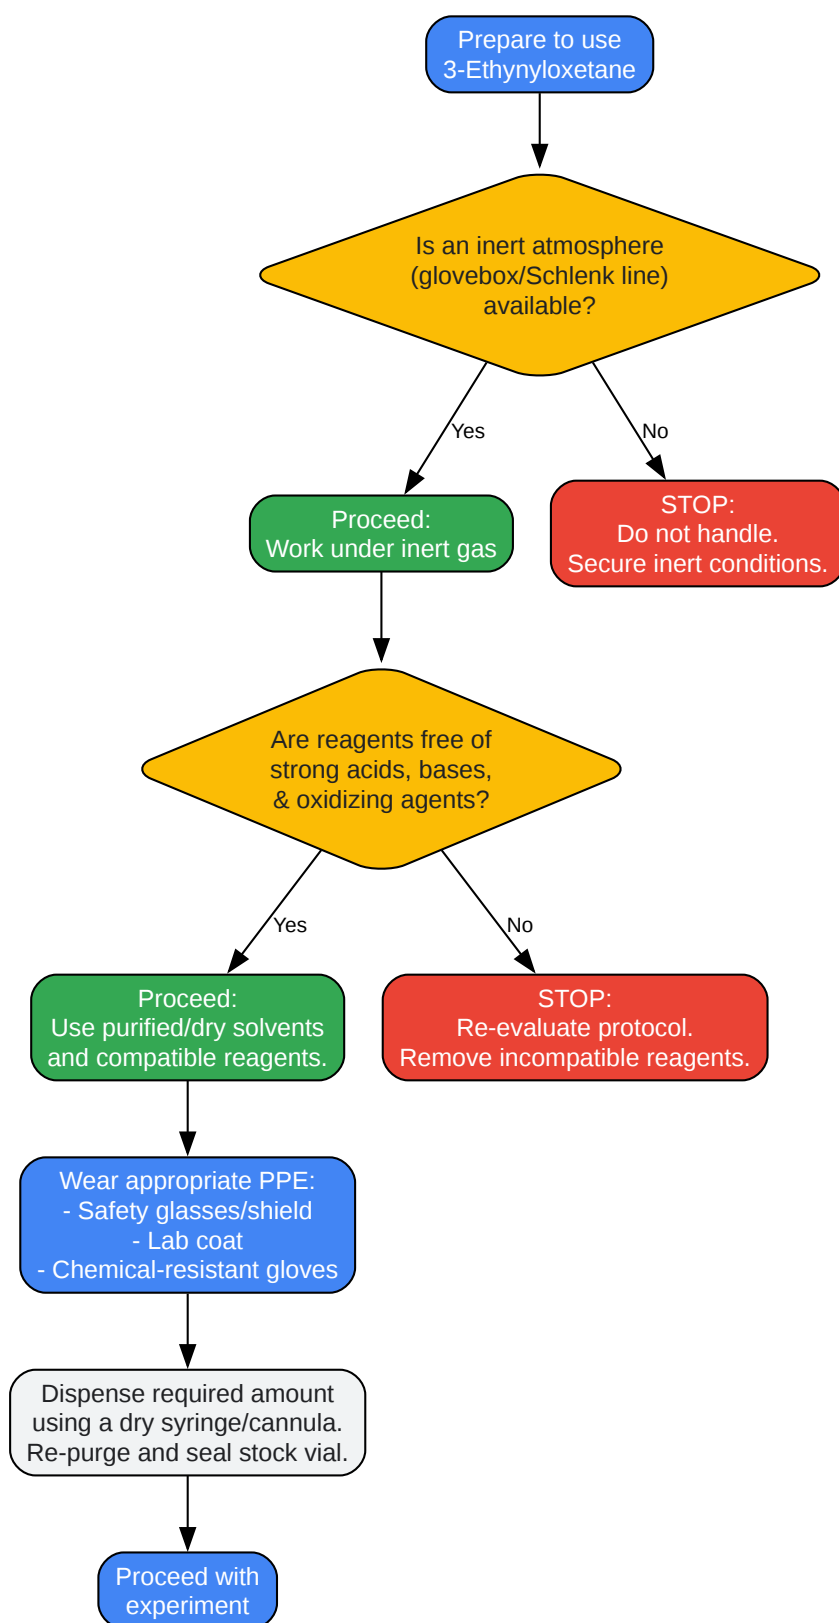 Prepare to use
3-Ethynyloxetane
Is an inert atmosphere
(glovebox/Schlenk line)
available?
Yes
No
Proceed:
Work under inert gas
STOP:
Do not handle.
Secure inert conditions.
Are reagents free of
strong acids, bases,
& oxidizing agents?
Yes
No
Proceed:
Use purified/dry solvents
and compatible reagents.
STOP:
Re-evaluate protocol.
Remove incompatible reagents.
Wear appropriate PPE:
- Safety glasses/shield
- Lab coat
- Chemical-resistant gloves
Dispense required amount
using a dry syringe/cannula.
Re-purge and seal stock vial.
Proceed with
experiment